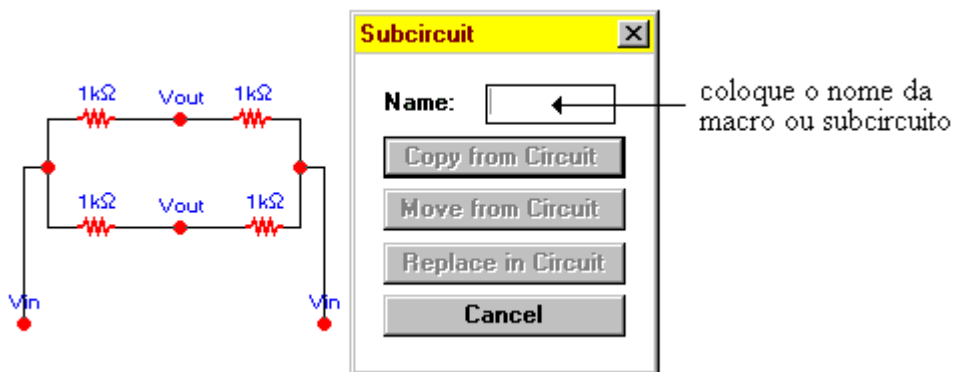 1kΩ Vout 1kΩ
1kΩ Vout 1kΩ
Vin Vin
Subcircuit
Name:
Copy from Circuit
Move from Circuit
Replace in Circuit
Cancel
coloque o nome da
macro ou subcircuito